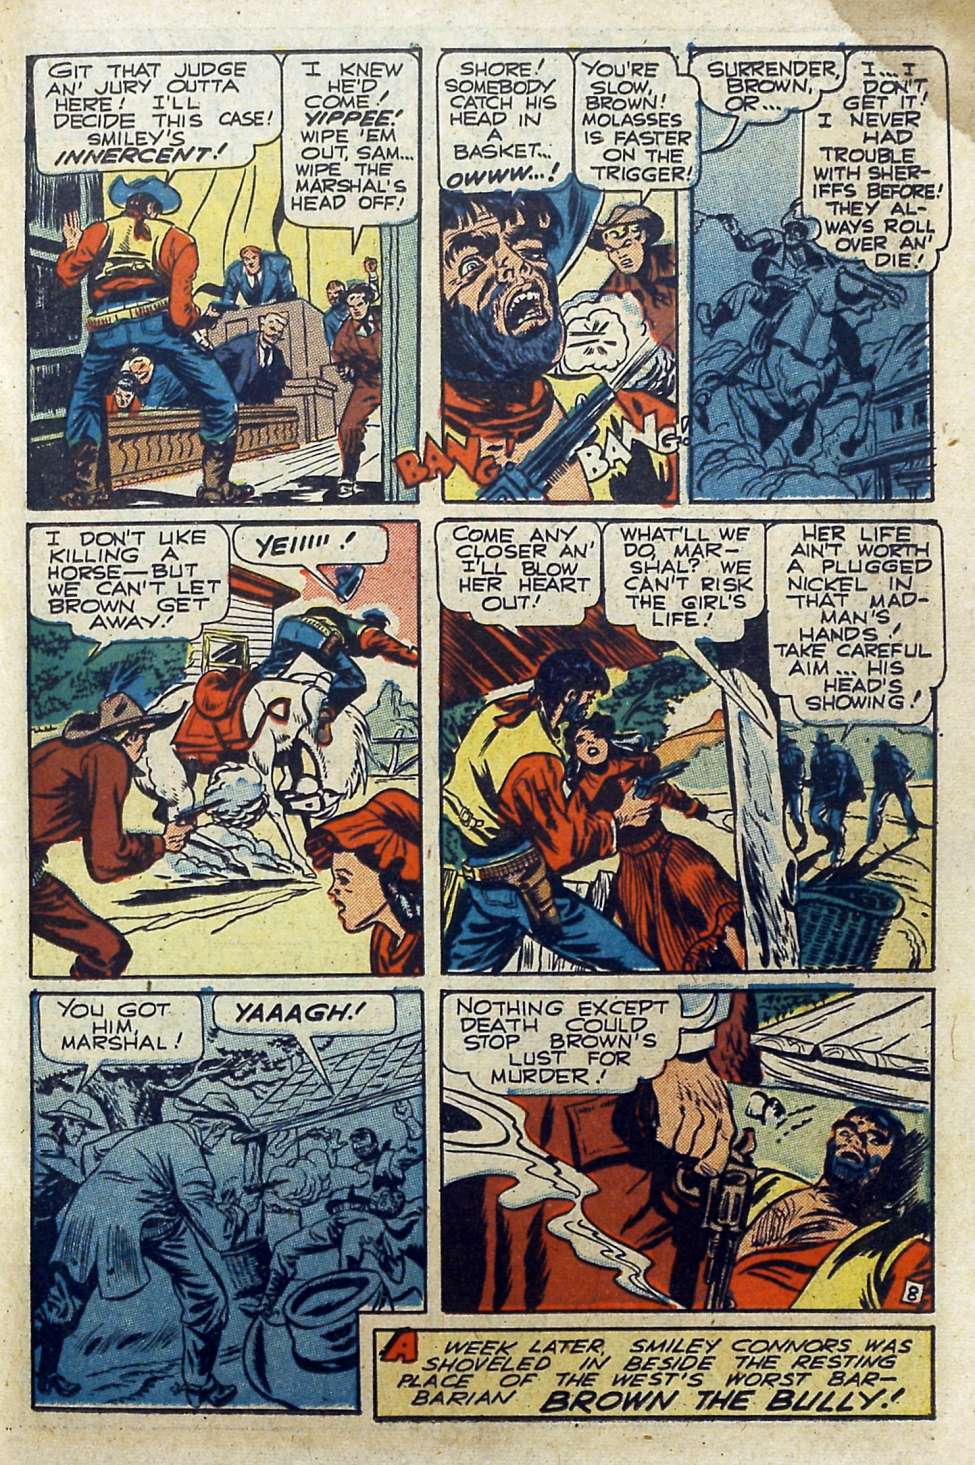 GIT THAT JUDGE
AN' JURY OUTTA
HERE! I'LL
DECIDE THIS CASE!
SMILEY'S
INNERCENT!
I KNEW
HE'D
COME!
YIPPEE!
WIPE 'EM
OUT, SAM...
WIPE THE
MARSHAL'S
HEAD OFF!
SHORE!
SOMEBODY
CATCH HIS
HEAD IN
A
BASKET...
OWWW...!
YOU'RE
SLOW,
BROWN!
MOLASSES
IS FASTER
ON THE
TRIGGER!
BANG!
BANG!
SURRENDER,
BROWN,
OR...
I...I
DON'T
GET IT!
I NEVER
HAD
TROUBLE
WITH SHER-
IFFS BEFORE!
THEY AL-
WAYS ROLL
OVER AN'
DIE!
I DON'T LIKE
KILLING A
HORSE—BUT
WE CAN'T LET
BROWN GET
AWAY!
YEIIIII!
COME ANY
CLOSER AN'
I'LL BLOW
HER HEART
OUT!
WHAT'LL WE
DO, MAR-
SHAL? WE
CAN'T RISK
THE GIRL'S
LIFE!
HER LIFE
AIN'T WORTH
A PLUGGED
NICKEL IN
THAT MAD-
MAN'S
HANDS!
TAKE CAREFUL
AIM... HIS
HEAD'S
SHOWING!
YOU GOT
HIM,
MARSHAL!
YAAAGH!
NOTHING EXCEPT
DEATH COULD
STOP BROWN'S
LUST FOR
MURDER!
8
A WEEK LATER, SMILEY CONNORS WAS
SHOVELED IN BESIDE THE RESTING
PLACE OF THE WEST'S WORST BAR-
BARIAN BROWN THE BULLY!